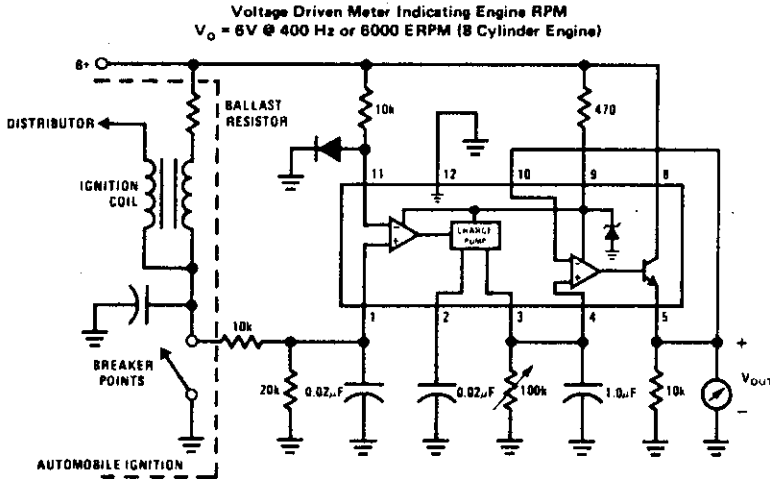 Voltage Driven Meter Indicating Engine RPM
V_O = 6V @ 400 Hz or 6000 ERPM (8 Cylinder Engine)
B+
BALLAST
RESISTOR
DISTRIBUTOR
IGNITION
COIL
10k
470
11
12
10
9
8
CHARGE
PUMP
1
2
3
4
5
10k
BREAKER
POINTS
20k
0.02µF
0.02µF
100k
1.0µF
10k
+
V_OUT
−
AUTOMOBILE IGNITION